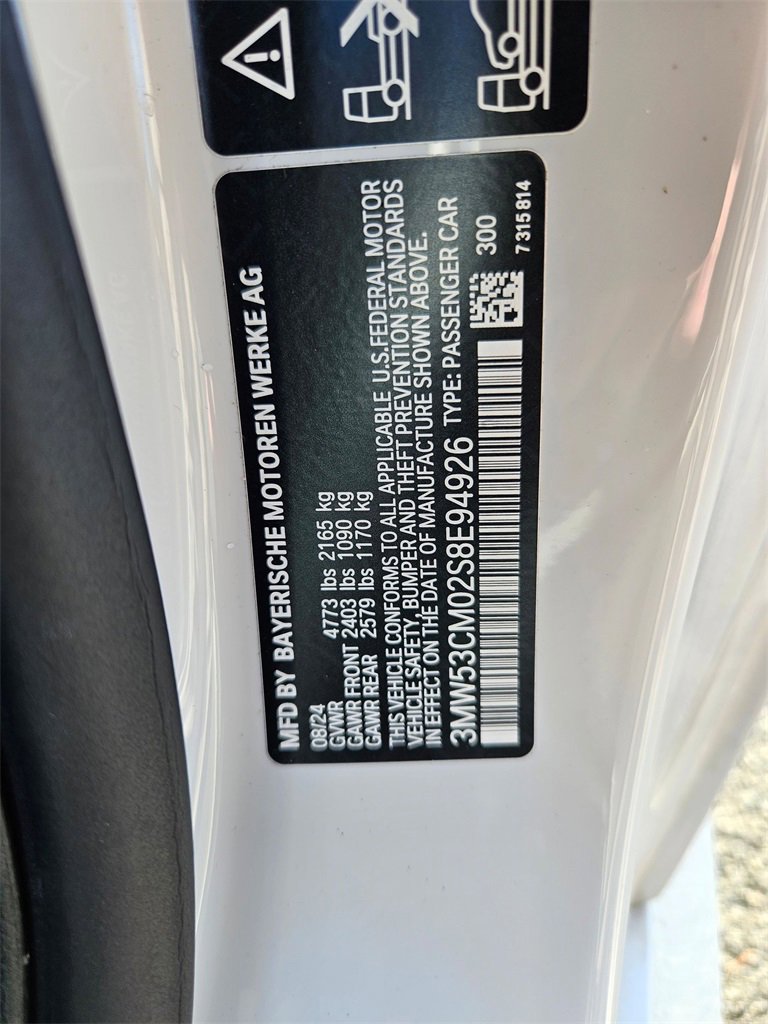 MFD BY BAYERISCHE MOTOREN WERKE AG
08/24
GVWR 4773 lbs 2165 kg
GAWR FRONT 2403 lbs 1090 kg
GAWR REAR 2579 lbs 1170 kg
THIS VEHICLE CONFORMS TO ALL APPLICABLE U.S.FEDERAL MOTOR
VEHICLE SAFETY, BUMPER AND THEFT PREVENTION STANDARDS
IN EFFECT ON THE DATE OF MANUFACTURE SHOWN ABOVE.
3MW53CM02S8E94926 TYPE: PASSENGER CAR
300
7 315 814